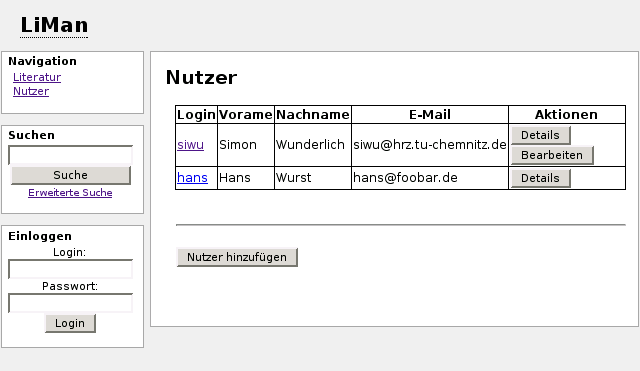 LiMan
Navigation
Literatur
Nutzer
Suchen
Suche
Erweiterte Suche
Einloggen
Login:
Passwort:
Login
Nutzer
Login Vorame Nachname E-Mail Aktionen
siwu Simon Wunderlich siwu@hrz.tu-chemnitz.de Details
Bearbeiten
hans Hans Wurst hans@foobar.de Details
Nutzer hinzufügen